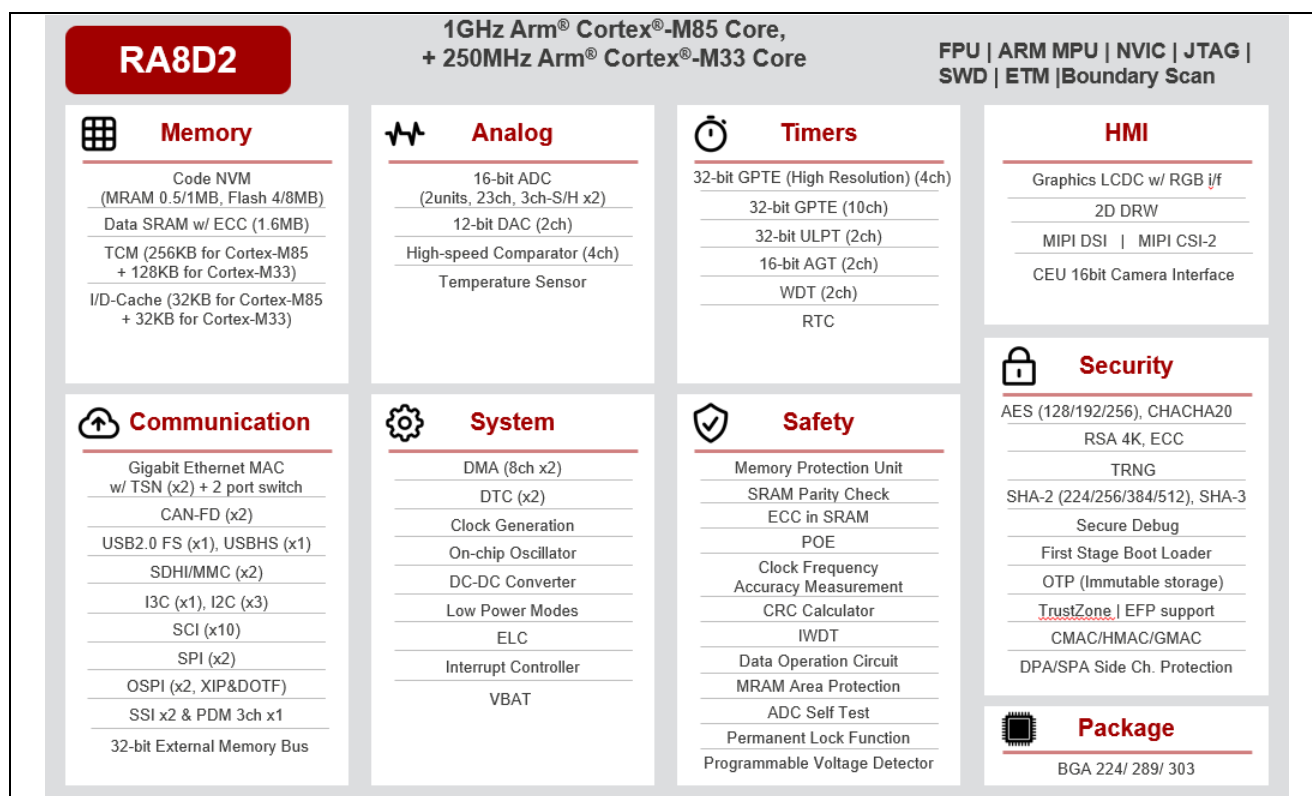 RA8D2
1GHz Arm® Cortex®-M85 Core,
+ 250MHz Arm® Cortex®-M33 Core
FPU | ARM MPU | NVIC | JTAG |
SWD | ETM |Boundary Scan
Memory
Code NVM
(MRAM 0.5/1MB, Flash 4/8MB)
Data SRAM w/ ECC (1.6MB)
TCM (256KB for Cortex-M85
+ 128KB for Cortex-M33)
I/D-Cache (32KB for Cortex-M85
+ 32KB for Cortex-M33)
Analog
16-bit ADC
(2units, 23ch, 3ch-S/H x2)
12-bit DAC (2ch)
High-speed Comparator (4ch)
Temperature Sensor
Timers
32-bit GPTE (High Resolution) (4ch)
32-bit GPTE (10ch)
32-bit ULPT (2ch)
16-bit AGT (2ch)
WDT (2ch)
RTC
HMI
Graphics LCDC w/ RGB i/f
2D DRW
MIPI DSI | MIPI CSI-2
CEU 16bit Camera Interface
Communication
Gigabit Ethernet MAC
w/ TSN (x2) + 2 port switch
CAN-FD (x2)
USB2.0 FS (x1), USBHS (x1)
SDHI/MMC (x2)
I3C (x1), I2C (x3)
SCI (x10)
SPI (x2)
OSPI (x2, XIP&DOTF)
SSI x2 & PDM 3ch x1
32-bit External Memory Bus
System
DMA (8ch x2)
DTC (x2)
Clock Generation
On-chip Oscillator
DC-DC Converter
Low Power Modes
ELC
Interrupt Controller
VBAT
Safety
Memory Protection Unit
SRAM Parity Check
ECC in SRAM
POE
Clock Frequency
Accuracy Measurement
CRC Calculator
IWDT
Data Operation Circuit
MRAM Area Protection
ADC Self Test
Permanent Lock Function
Programmable Voltage Detector
Security
AES (128/192/256), CHACHA20
RSA 4K, ECC
TRNG
SHA-2 (224/256/384/512), SHA-3
Secure Debug
First Stage Boot Loader
OTP (Immutable storage)
TrustZone | EFP support
CMAC/HMAC/GMAC
DPA/SPA Side Ch. Protection
Package
BGA 224/ 289/ 303